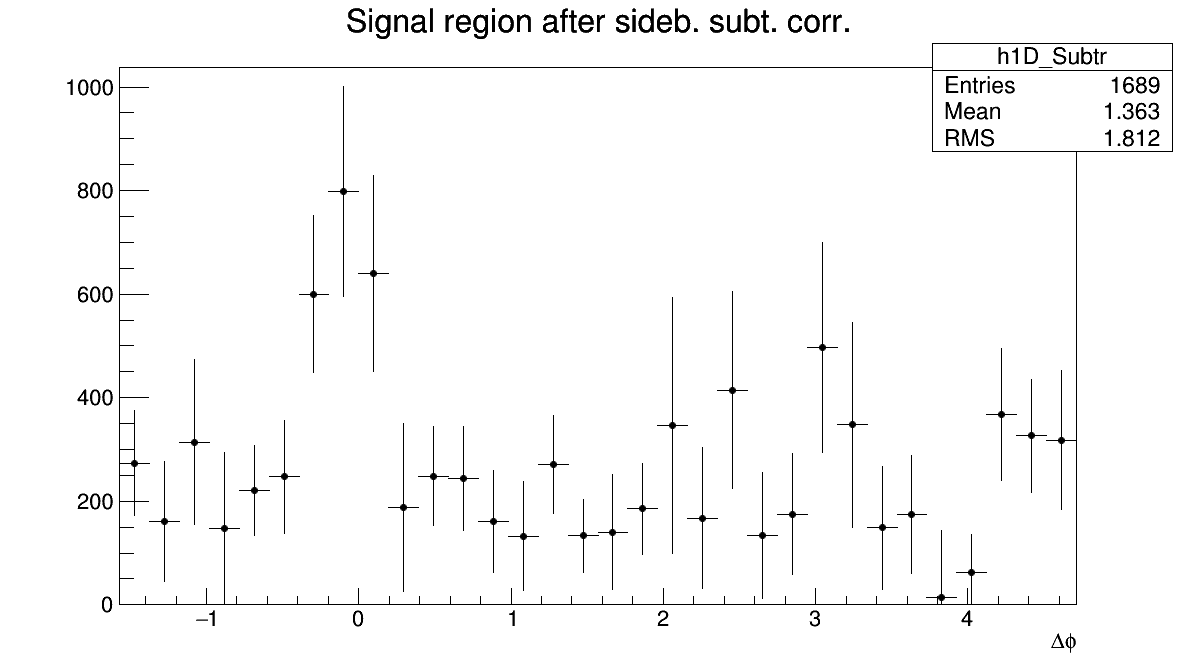 Signal region after sideb. subt. corr.
h1D_Subtr
Entries 1689
Mean 1.363
RMS 1.812
1000
800
600
400
200
0
−1 0 1 2 3 4
Δϕ